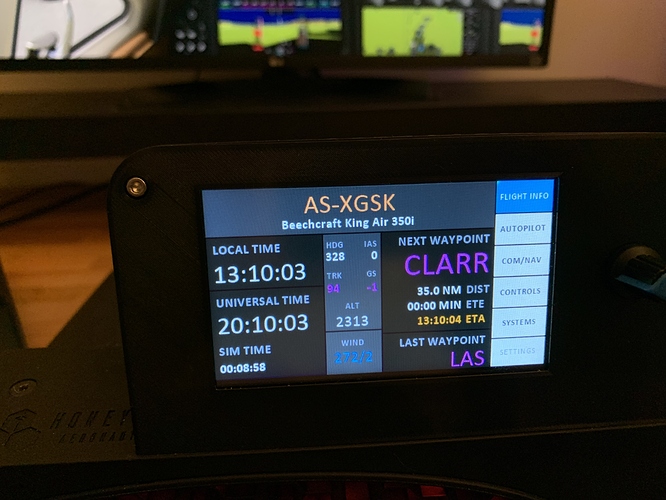 AS-XGSK
Beechcraft King Air 350i
FLIGHT INFO
AUTOPILOT
COM/NAV
CONTROLS
SYSTEMS
SETTINGS
LOCAL TIME
13:10:03
UNIVERSAL TIME
20:10:03
SIM TIME
00:08:58
HDG IAS
328 0
TRK GS
94 -1
ALT
2313
WIND
NEXT WAYPOINT
CLARR
35.0 NM DIST
00:00 MIN ETE
13:10:04 ETA
LAST WAYPOINT
LAS